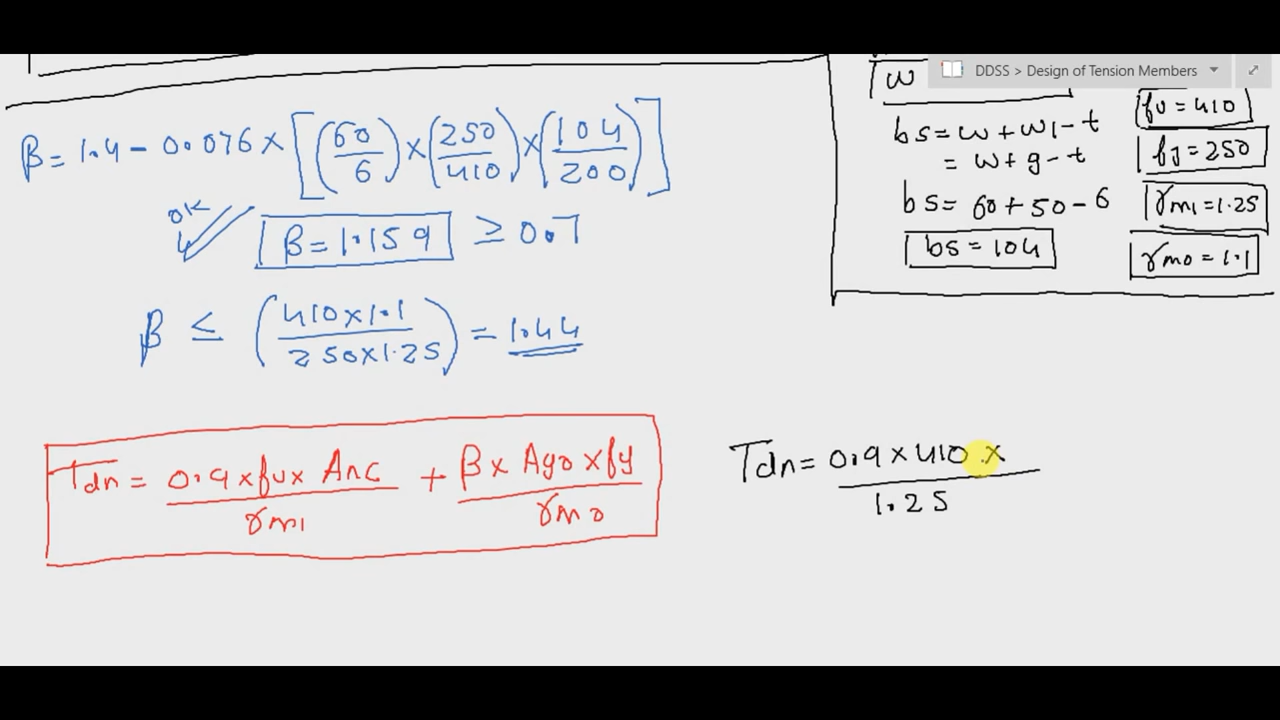 DDSS > Design of Tension Members
w
fu = 410
fy = 250
γm1 = 1.25
γm0 = 1.1
bs = w + w1 - t
= w + g - t
bs = 60 + 50 - 6
bs = 104
β = 1.4 - 0.076 × [(60/6) × (250/410) × (104/200)]
ok
β = 1.159 ≥ 0.7
β ≤ (410×1.1 / 250×1.25) = 1.44
Tdn = 0.9 × fu × Anc / γm1 + β × Ago × fy / γm0
Tdn = 0.9 × 410 × / 1.25